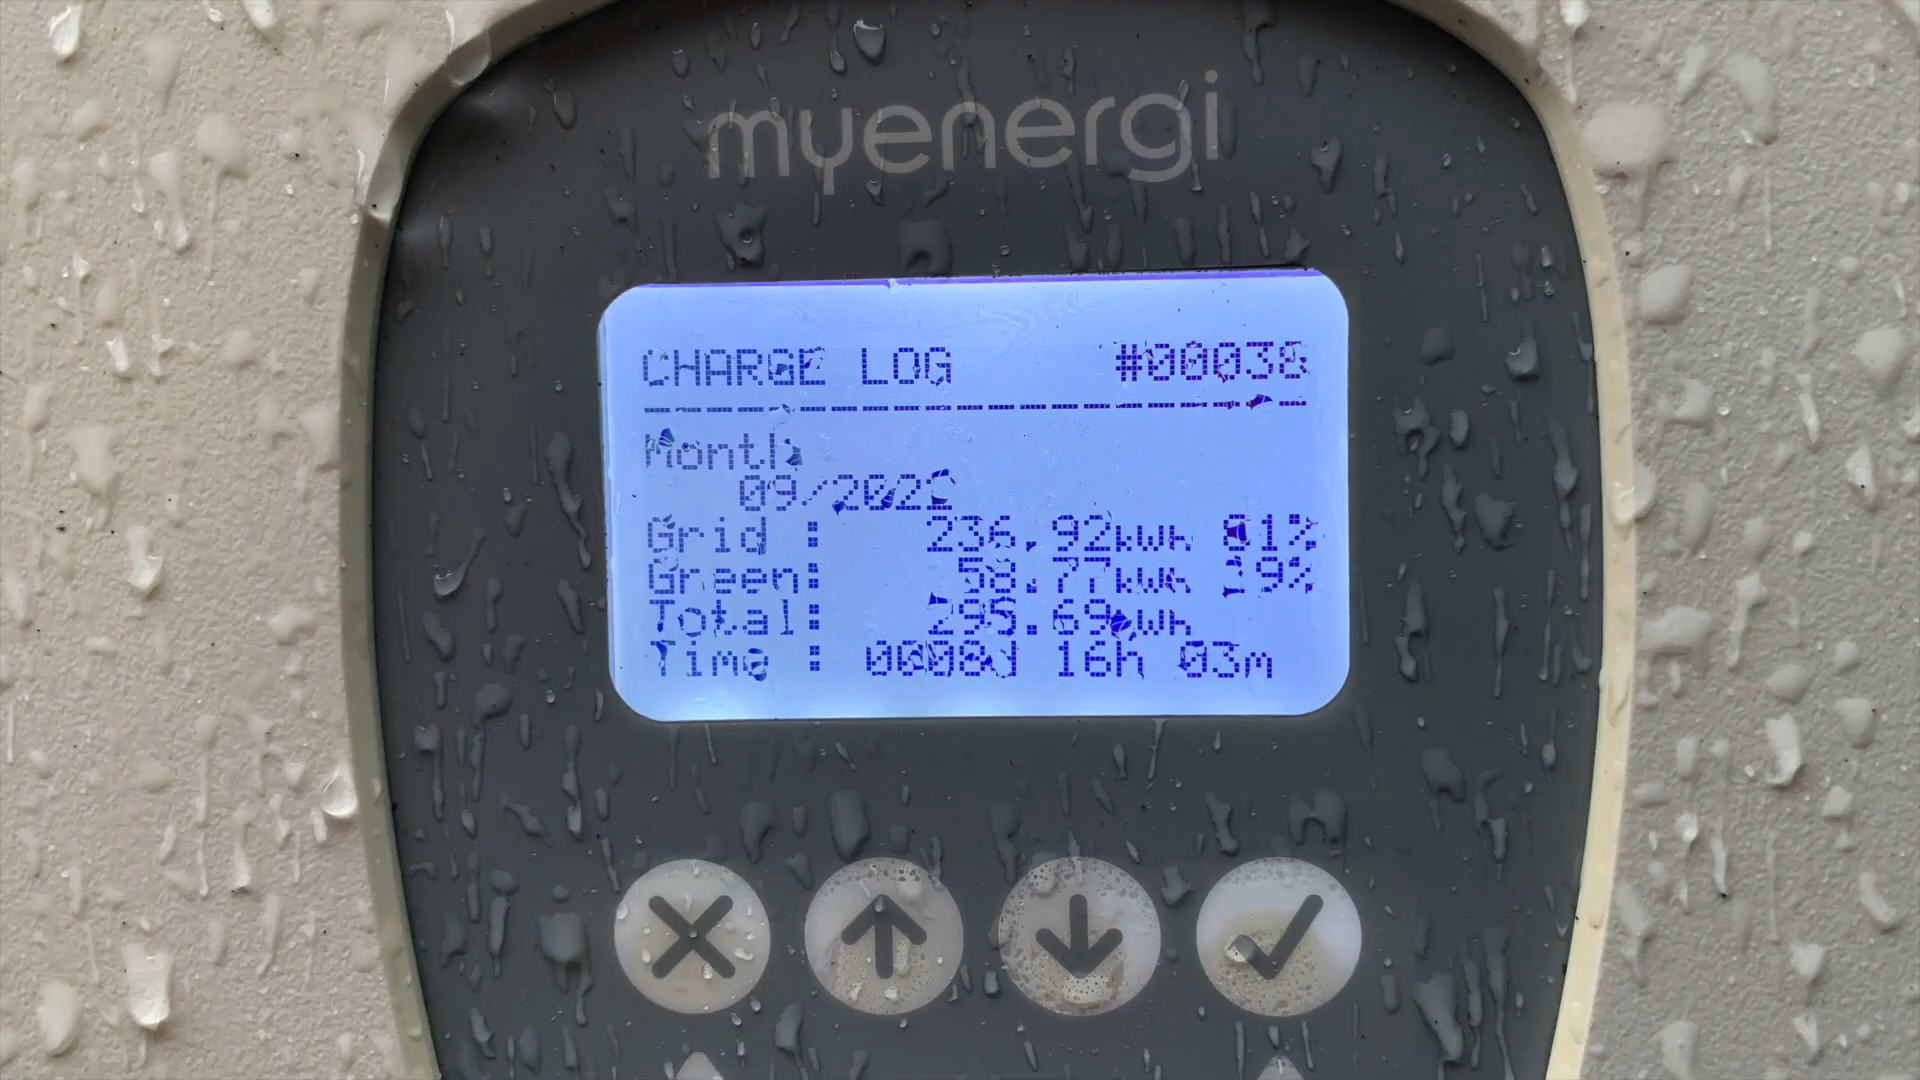 myenergi
CHARGE LOG #00038
Month
09/2022
Grid : 236.92kWh 81%
Green: 58.77kWh 19%
Total: 295.69kWh
Time : 0008d 16h 03m